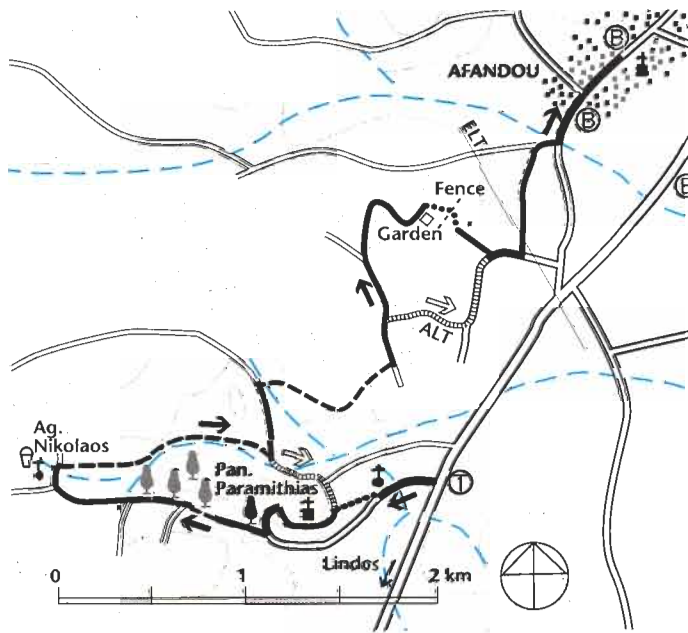 B
AFANDOU
B
ELT
B
Fence
Garden
ALT
Ag.
Nikolaos
Pan.
Paramithias
1
Lindos
0 1 2 km